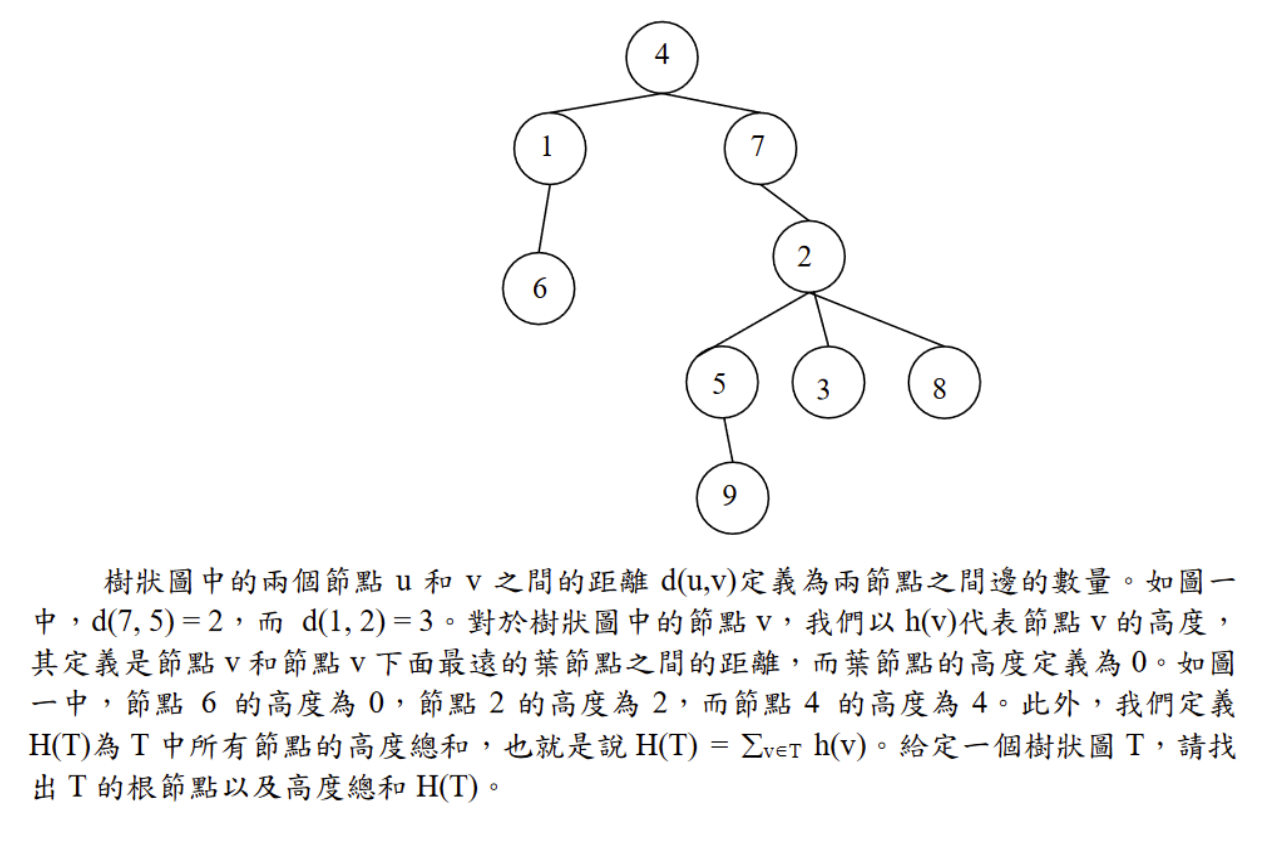 4
1 7
2
6
5 3 8
9
樹狀圖中的兩個節點 u 和 v 之間的距離 d(u,v)定義為兩節點之間邊的數量。如圖一
中，d(7, 5) = 2，而 d(1, 2) = 3。對於樹狀圖中的節點 v，我們以 h(v)代表節點 v 的高度，
其定義是節點 v 和節點 v 下面最遠的葉節點之間的距離，而葉節點的高度定義為 0。如圖
一中，節點 6 的高度為 0，節點 2 的高度為 2，而節點 4 的高度為 4。此外，我們定義
H(T)為 T 中所有節點的高度總和，也就是說 H(T) = ∑v∈T h(v)。給定一個樹狀圖 T，請找
出 T 的根節點以及高度總和 H(T)。